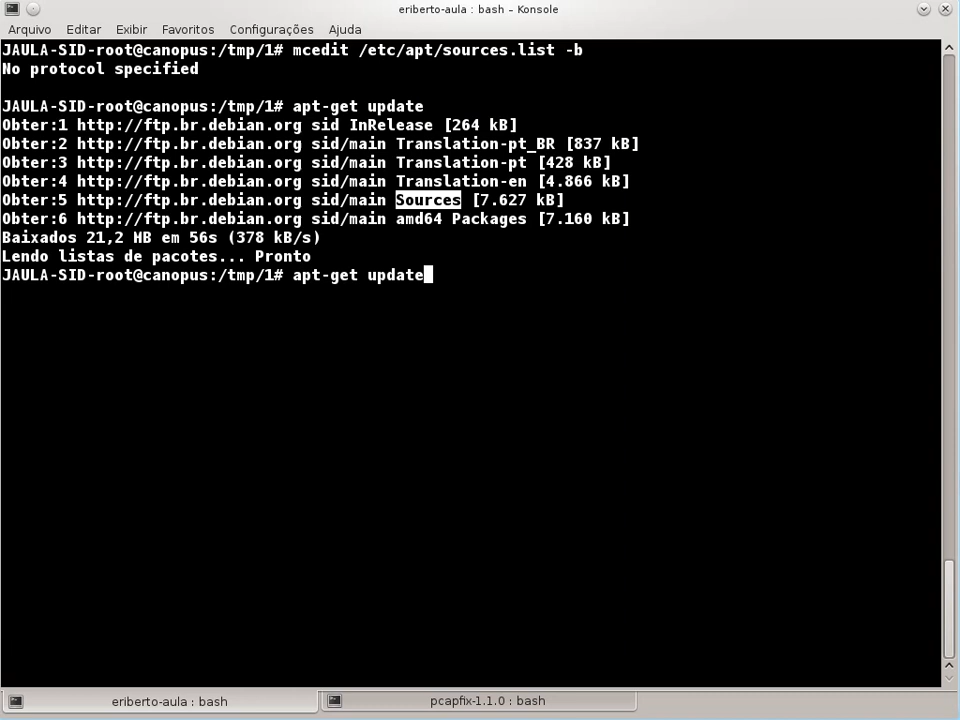 eriberto-aula : bash – Konsole
Arquivo Editar Exibir Favoritos Configurações Ajuda
JAULA-SID-root@canopus:/tmp/1# mcedit /etc/apt/sources.list -b
No protocol specified
JAULA-SID-root@canopus:/tmp/1# apt-get update
Obter:1 http://ftp.br.debian.org sid InRelease [264 kB]
Obter:2 http://ftp.br.debian.org sid/main Translation-pt_BR [837 kB]
Obter:3 http://ftp.br.debian.org sid/main Translation-pt [428 kB]
Obter:4 http://ftp.br.debian.org sid/main Translation-en [4.866 kB]
Obter:5 http://ftp.br.debian.org sid/main Sources [7.627 kB]
Obter:6 http://ftp.br.debian.org sid/main amd64 Packages [7.160 kB]
Baixados 21,2 MB em 56s (378 kB/s)
Lendo listas de pacotes... Pronto
JAULA-SID-root@canopus:/tmp/1# apt-get update
eriberto-aula : bash
pcapfix-1.1.0 : bash